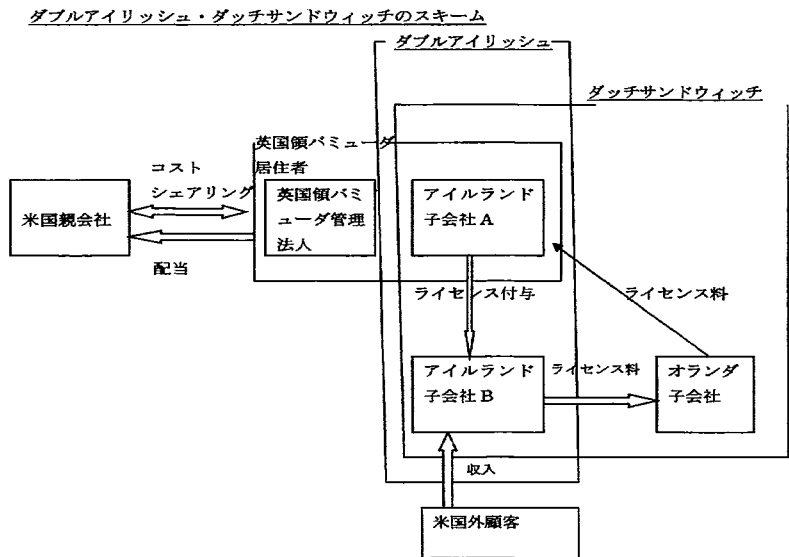 ダブルアイリッシュ・ダッチサンドウィッチのスキーム
ダブルアイリッシュ
ダッチサンドウィッチ
英国領バミューダ
居住者
コスト
シェアリング
米国親会社
英国領バミ
ューダ管理
法人
アイルランド
子会社A
配当
ライセンス付与
ライセンス料
アイルランド
子会社B
ライセンス料
オランダ
子会社
収入
米国外顧客